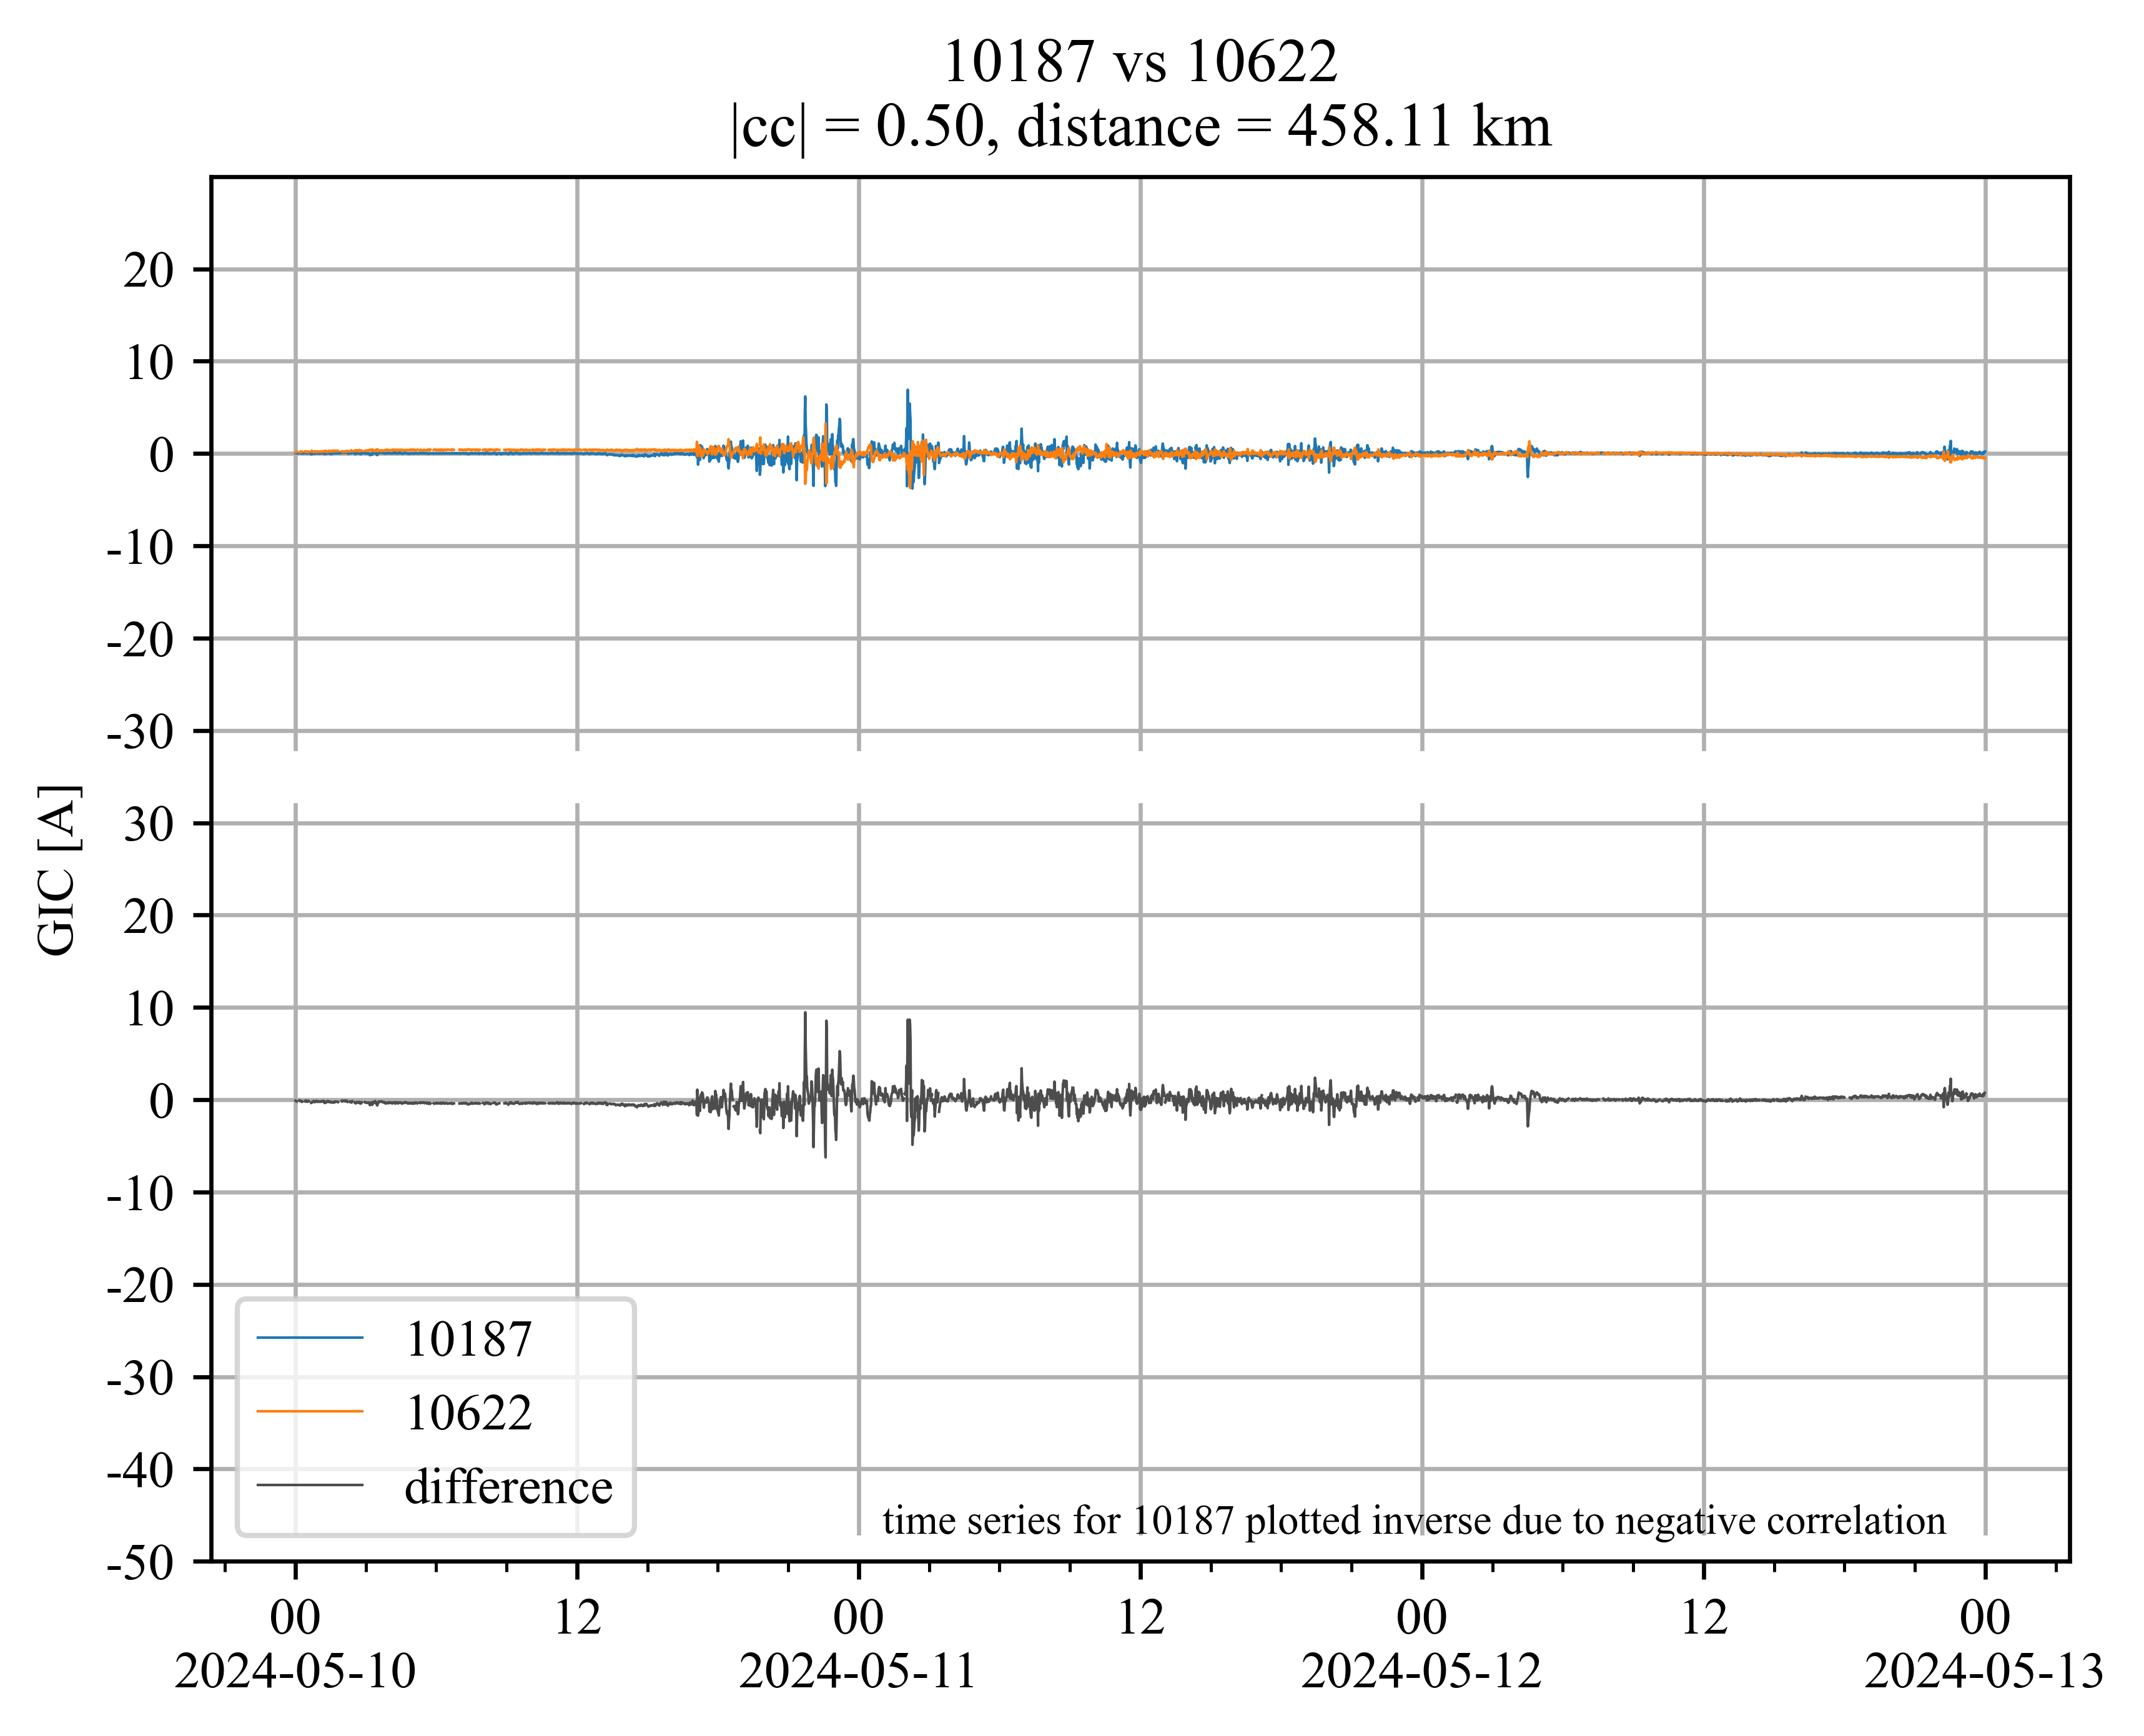 10187 vs 10622
|cc| = 0.50, distance = 458.11 km
20
10
0
-10
-20
-30
30
20
10
0
-10
-20
-30
-40
-50
GIC [A]
10187
10622
difference
time series for 10187 plotted inverse due to negative correlation
00 12 00 12 00 12 00
2024-05-10 2024-05-11 2024-05-12 2024-05-13